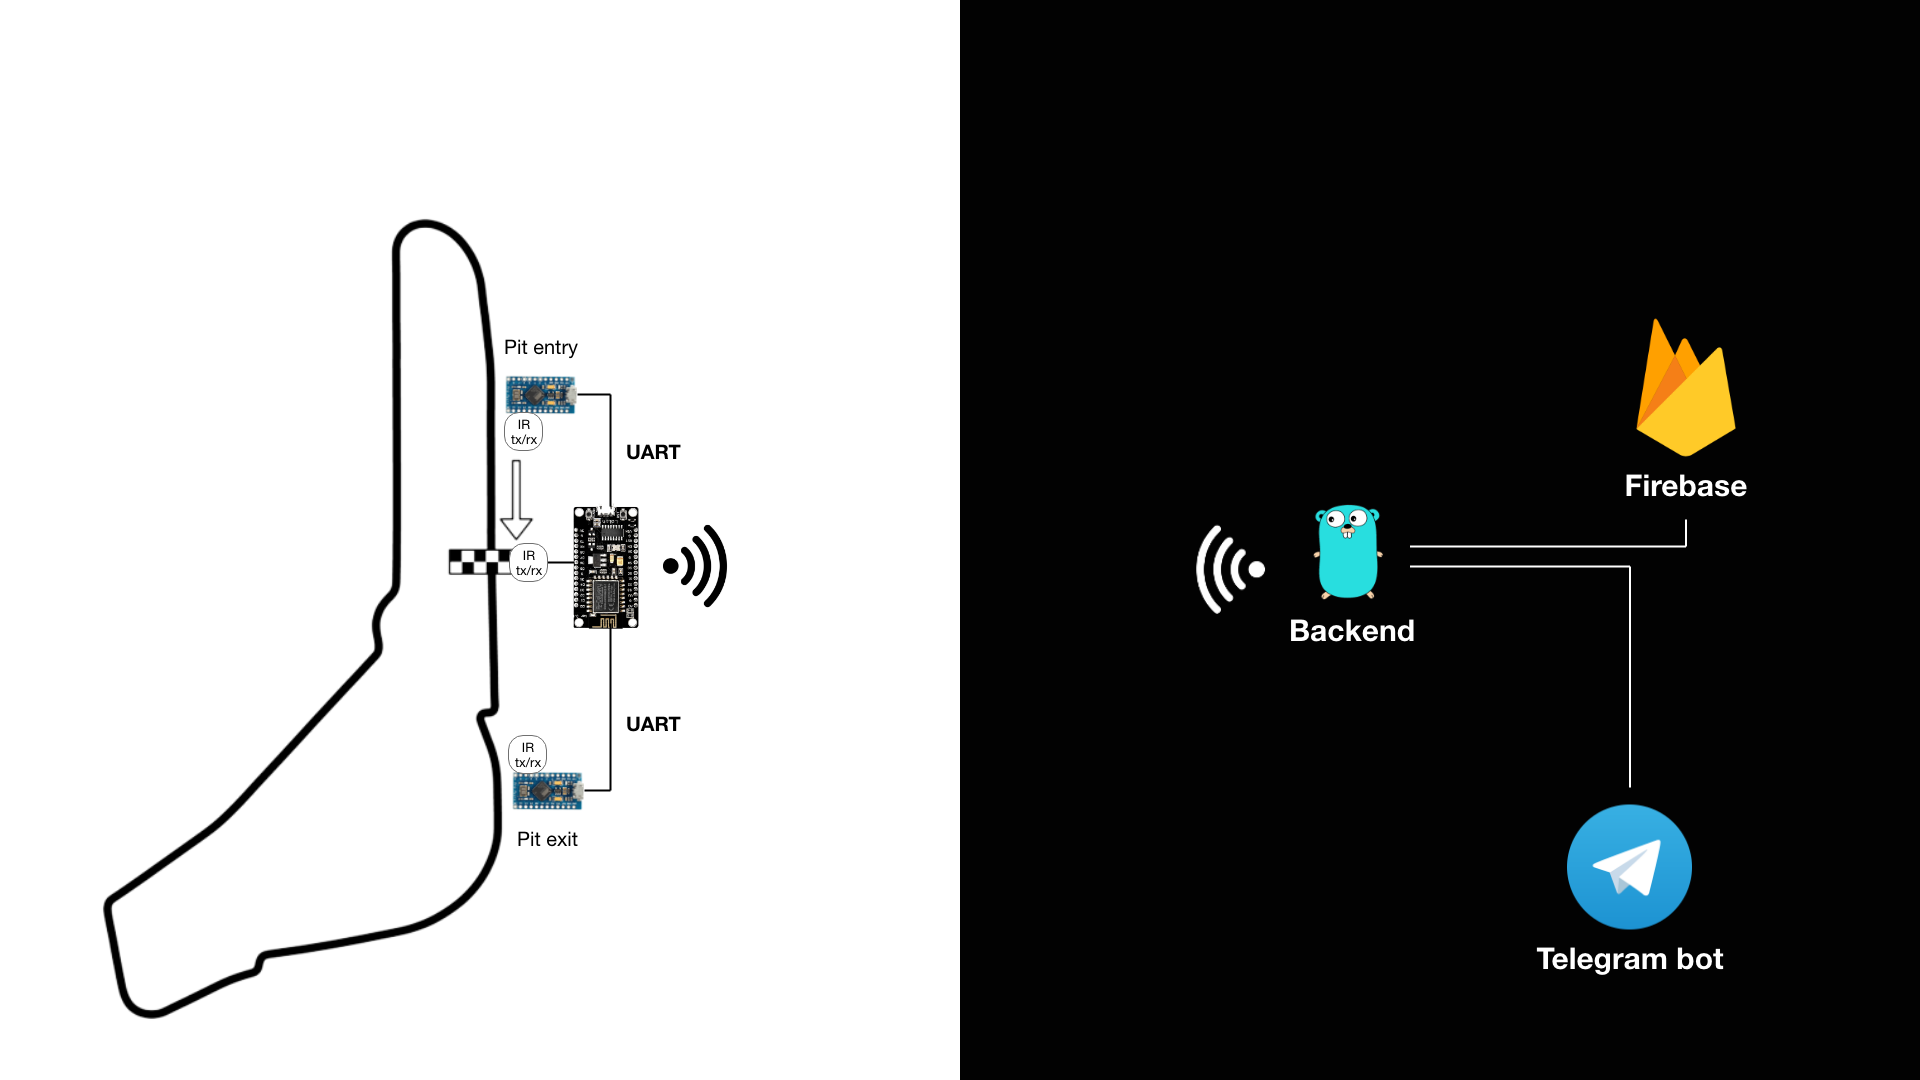 Pit entry
IR
tx/rx
UART
IR
tx/rx
UART
IR
tx/rx
Pit exit
Firebase
Backend
Telegram bot